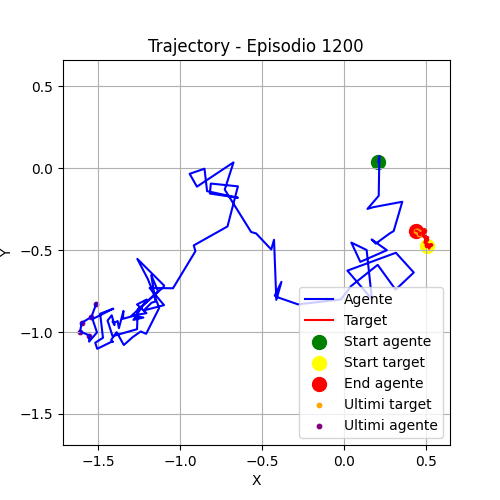 Trajectory - Episodio 1200
0.5
0.0
−0.5
−1.0
−1.5
Y
−1.5 −1.0 −0.5 0.0 0.5
X
Agente
Target
Start agente
Start target
End agente
Ultimi target
Ultimi agente